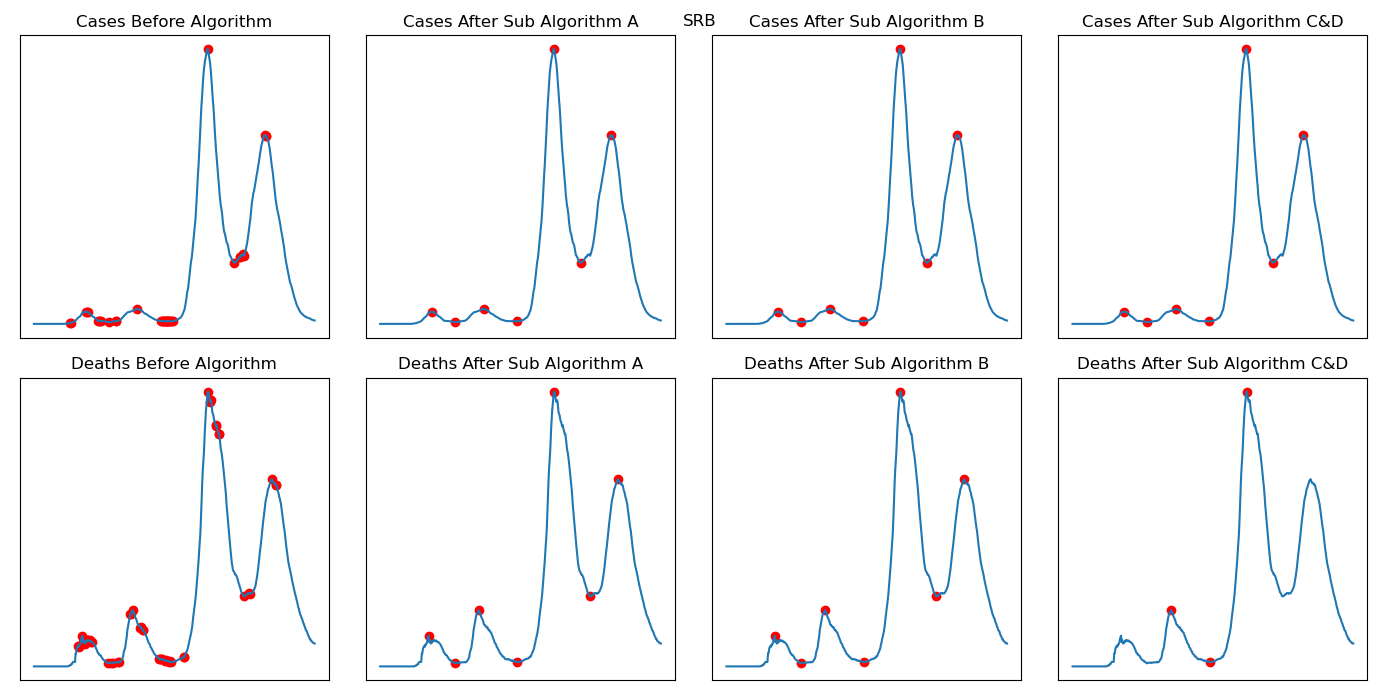 SRB
Cases Before Algorithm
Cases After Sub Algorithm A
Cases After Sub Algorithm B
Cases After Sub Algorithm C&D
Deaths Before Algorithm
Deaths After Sub Algorithm A
Deaths After Sub Algorithm B
Deaths After Sub Algorithm C&D